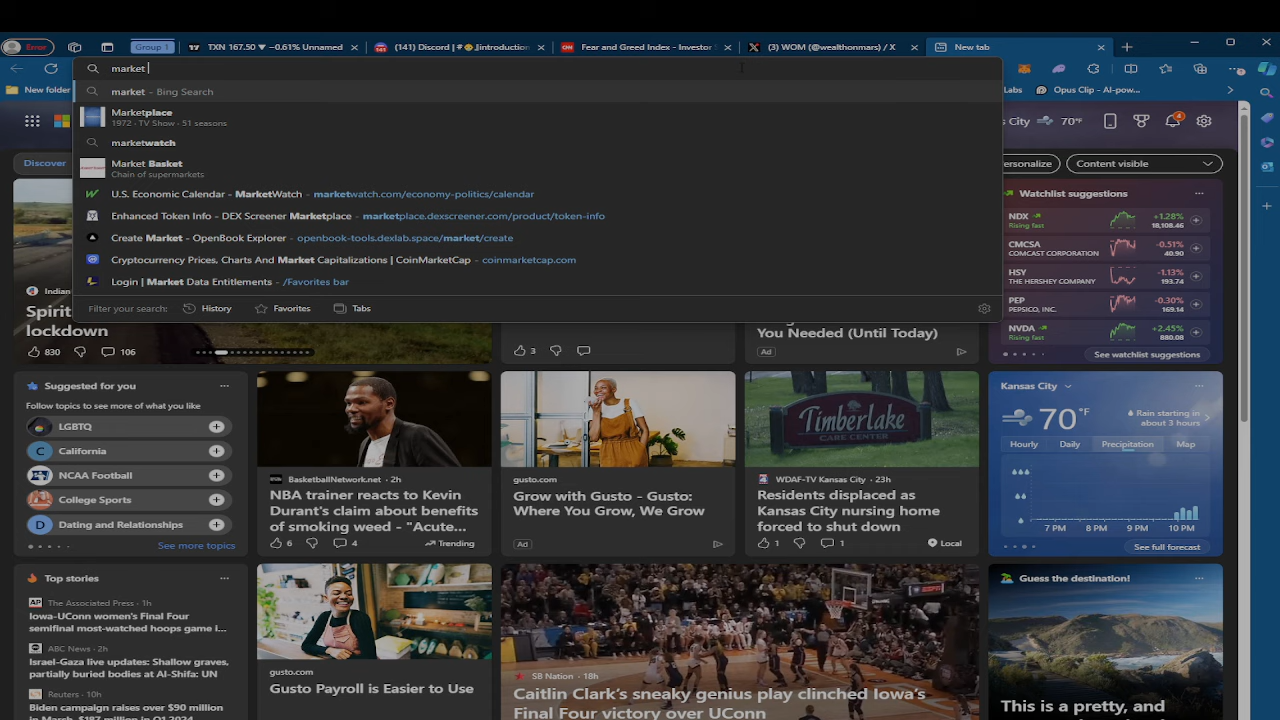 Error
Group 1
TXN 167.50 ▼ −0.61% Unnamed
(141) Discord | #
introduction
Fear and Greed Index - Investor
(3) WOM (@wealthonmars) / X
New tab
market
New folder
Labs
Opus Clip - AI-pow...
market - Bing Search
Marketplace
1972 · TV Show · 51 seasons
marketwatch
Market Basket
Chain of supermarkets
U.S. Economic Calendar - MarketWatch - marketwatch.com/economy-politics/calendar
Enhanced Token Info - DEX Screener Marketplace - marketplace.dexscreener.com/product/token-info
Create Market - OpenBook Explorer - openbook-tools.dexlab.space/market/create
Cryptocurrency Prices, Charts And Market Capitalizations | CoinMarketCap - coinmarketcap.com
Login | Market Data Entitlements - /Favorites bar
Filter your search:
History
Favorites
Tabs
s City
70°F
4
Discover
ersonalize
Content visible
Indian
Spirit
lockdown
830
106
3
You Needed (Until Today)
Ad
Watchlist suggestions
NDX
Rising fast
+1.28%
18,108.46
CMCSA
COMCAST CORPORATION
-0.51%
40.90
HSY
THE HERSHEY COMPANY
-1.13%
193.74
PEP
PEPSICO, INC.
-0.30%
169.14
NVDA
Rising fast
+2.45%
880.08
See watchlist suggestions
Suggested for you
Follow topics to see more of what you like
LGBTQ
C California
NCAA Football
College Sports
D Dating and Relationships
See more topics
BasketballNetwork.net · 2h
NBA trainer reacts to Kevin
Durant's claim about benefits
of smoking weed - "Acute...
6
4
Trending
gusto.com
Grow with Gusto - Gusto:
Where You Grow, We Grow
Ad
Timberlake
CARE CENTER
WDAF-TV Kansas City · 23h
Residents displaced as
Kansas City nursing home
forced to shut down
1
1
Local
Kansas City
70°F
Rain starting in
about 3 hours
Hourly
Daily
Precipitation
Map
7 PM
8 PM
9 PM
10 PM
See full forecast
Top stories
AP The Associated Press · 1h
Iowa-UConn women's Final Four
semifinal most-watched hoops game i...
ABC News · 2h
Israel-Gaza live updates: Shallow graves,
partially buried bodies at Al-Shifa: UN
Reuters · 10h
Biden campaign raises over $90 million
in March, $187 million in Q1 2024
gusto.com
Gusto Payroll is Easier to Use
SB Nation · 18h
Caitlin Clark's sneaky genius play clinched Iowa's
Final Four victory over UConn
Guess the destination!
This is a pretty, and